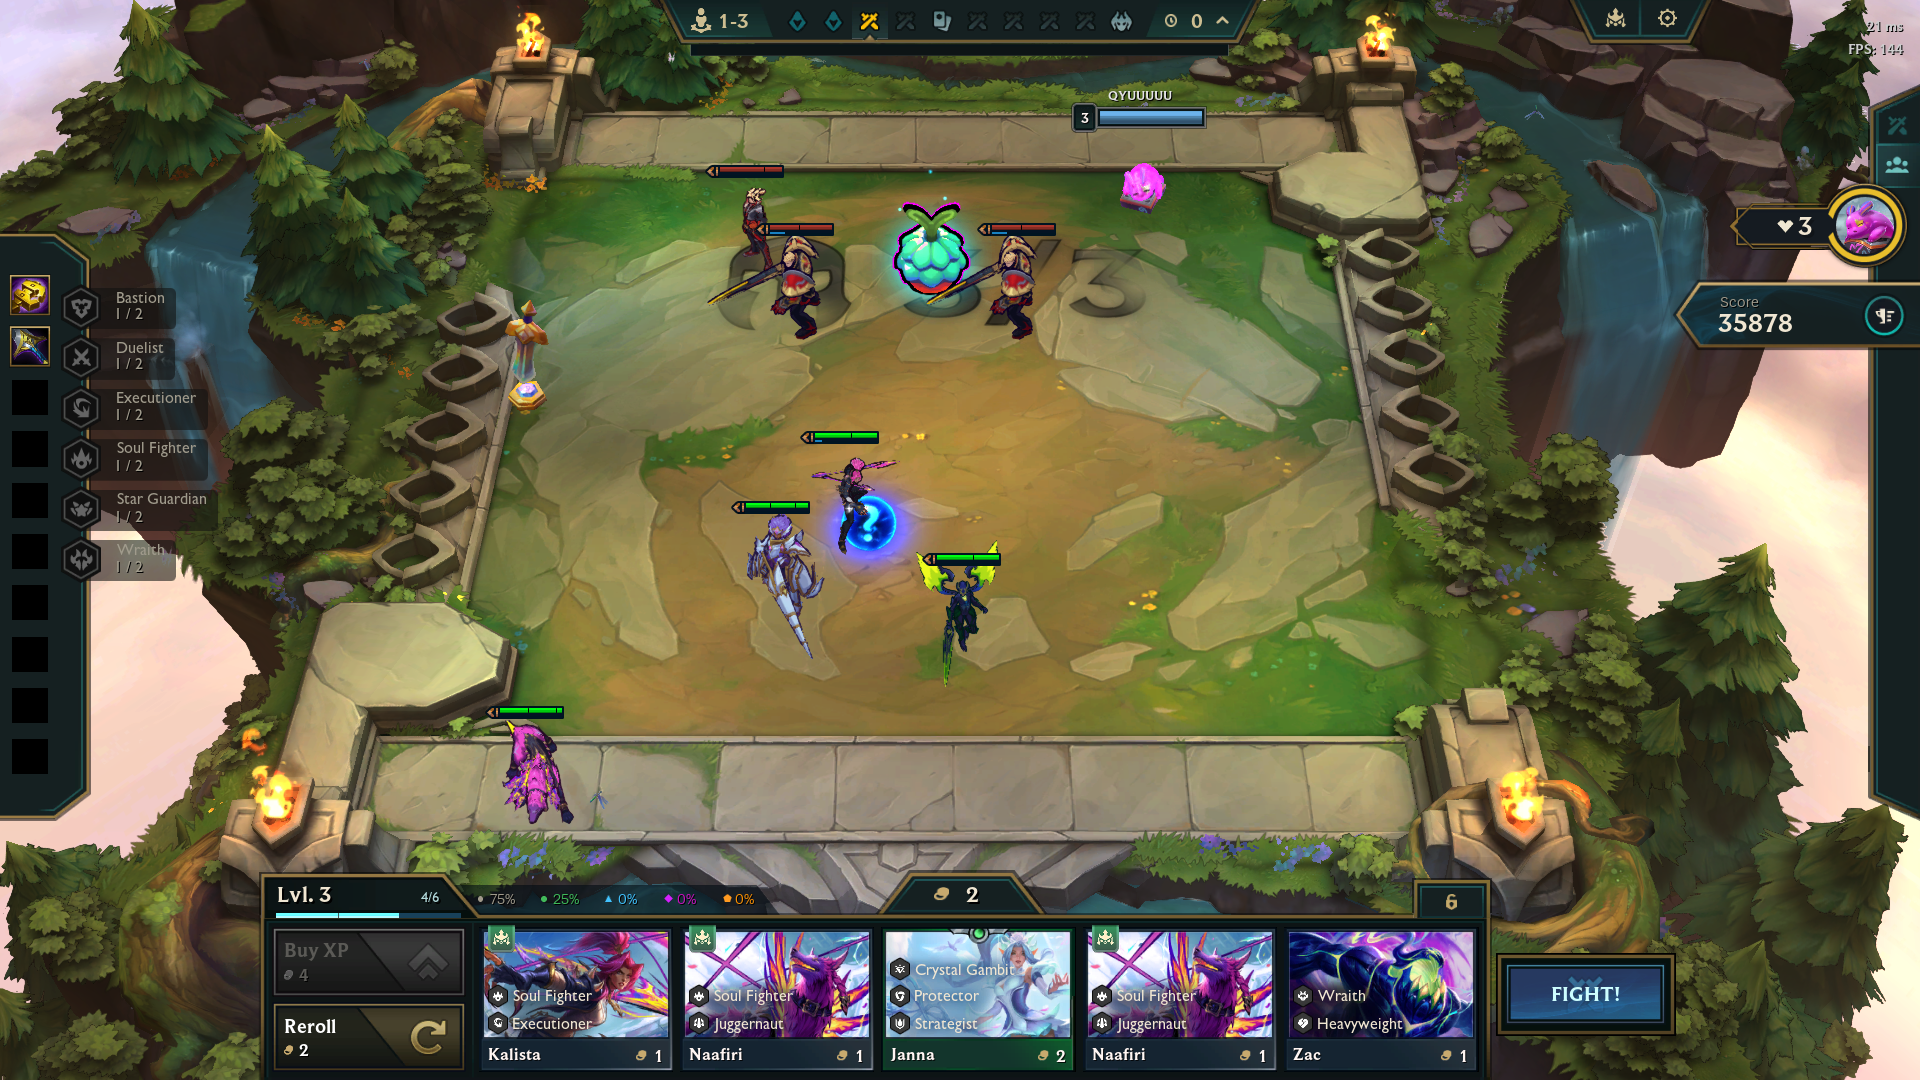 1-3
0
21 ms
FPS: 144
QYUUUUU
3
3
Score
35878
Bastion
1 / 2
Duelist
1 / 2
Executioner
1 / 2
Soul Fighter
1 / 2
Star Guardian
1 / 2
Wraith
1 / 2
?
Lvl. 3
4/6
75%
25%
0%
0%
0%
2
6
Buy XP
4
Reroll
2
Soul Fighter
Executioner
Kalista
1
Soul Fighter
Juggernaut
Naafiri
1
Crystal Gambit
Protector
Strategist
Janna
2
Soul Fighter
Juggernaut
Naafiri
1
Wraith
Heavyweight
Zac
1
FIGHT!